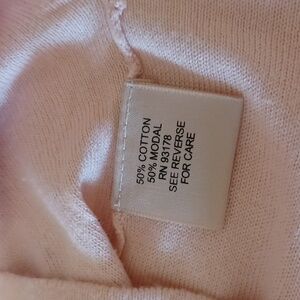 50% COTTON
50% MODAL
RN 93178
SEE REVERSE
FOR CARE